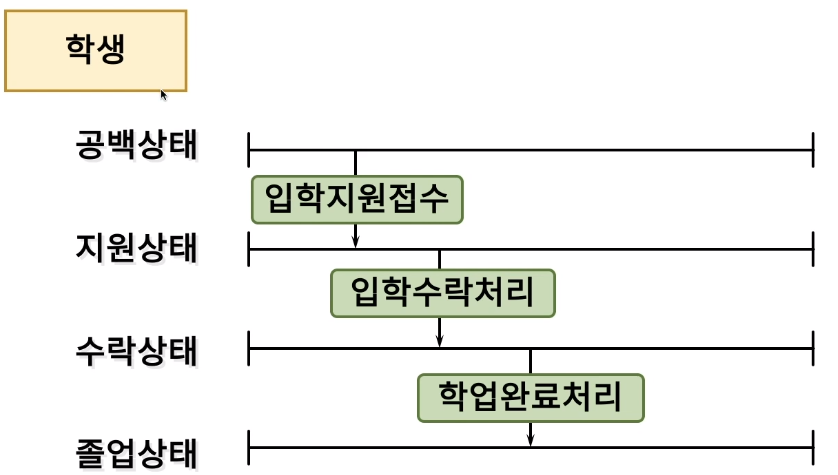 학생
공백상태
입학지원접수
지원상태
입학수락처리
수락상태
학업완료처리
졸업상태